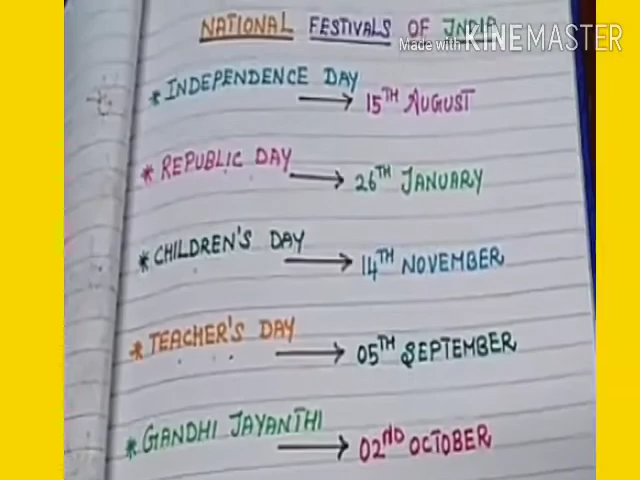 NATIONAL FESTIVALS OF INDIA
Made with KINEMASTER
* INDEPENDENCE DAY
→ 15TH AUGUST
* REPUBLIC DAY
→ 26TH JANUARY
* CHILDREN'S DAY
→ 14TH NOVEMBER
* TEACHER'S DAY
→ 05TH SEPTEMBER
* GANDHI JAYANTHI
→ 02ND OCTOBER